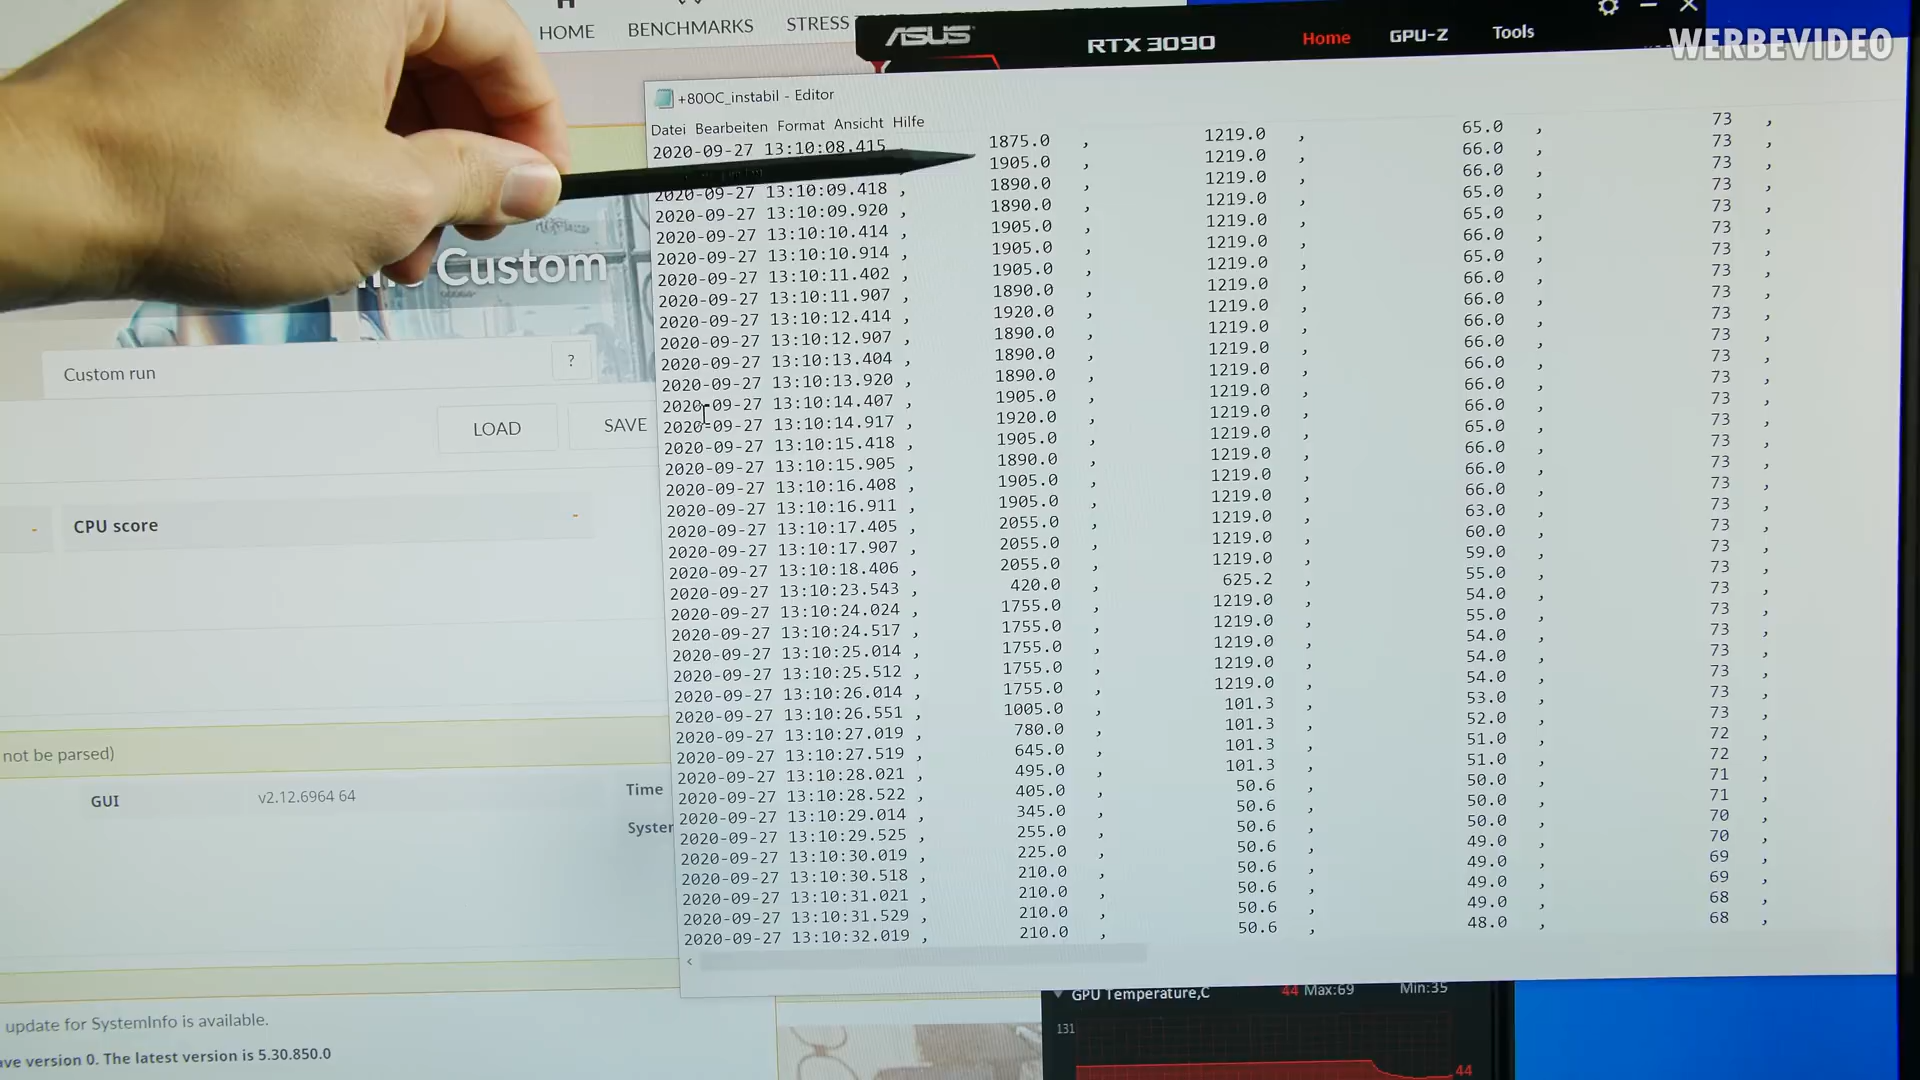 WERBEVIDEO
HOME BENCHMARKS STRESS
ASUS RTX 3090 Home GPU-Z Tools
+80OC_instabil - Editor
Datei Bearbeiten Format Ansicht Hilfe
2020-09-27 13:10:08.415 1875.0 , 1219.0 , 65.0 , 73 ,
1905.0 , 1219.0 , 66.0 , 73 ,
2020-09-27 13:10:09.418 , 1890.0 , 1219.0 , 66.0 , 73 ,
2020-09-27 13:10:09.920 , 1890.0 , 1219.0 , 65.0 , 73 ,
2020-09-27 13:10:10.414 , 1905.0 , 1219.0 , 65.0 , 73 ,
2020-09-27 13:10:10.914 , 1905.0 , 1219.0 , 66.0 , 73 ,
2020-09-27 13:10:11.402 , 1905.0 , 1219.0 , 65.0 , 73 ,
2020-09-27 13:10:11.907 , 1890.0 , 1219.0 , 66.0 , 73 ,
2020-09-27 13:10:12.414 , 1920.0 , 1219.0 , 66.0 , 73 ,
2020-09-27 13:10:12.907 , 1890.0 , 1219.0 , 66.0 , 73 ,
2020-09-27 13:10:13.404 , 1890.0 , 1219.0 , 66.0 , 73 ,
2020-09-27 13:10:13.920 , 1890.0 , 1219.0 , 66.0 , 73 ,
2020-09-27 13:10:14.407 , 1905.0 , 1219.0 , 66.0 , 73 ,
2020-09-27 13:10:14.917 , 1920.0 , 1219.0 , 66.0 , 73 ,
2020-09-27 13:10:15.418 , 1905.0 , 1219.0 , 65.0 , 73 ,
2020-09-27 13:10:15.905 , 1890.0 , 1219.0 , 66.0 , 73 ,
2020-09-27 13:10:16.408 , 1905.0 , 1219.0 , 66.0 , 73 ,
2020-09-27 13:10:16.911 , 1905.0 , 1219.0 , 66.0 , 73 ,
2020-09-27 13:10:17.405 , 2055.0 , 1219.0 , 63.0 , 73 ,
2020-09-27 13:10:17.907 , 2055.0 , 1219.0 , 60.0 , 73 ,
2020-09-27 13:10:18.406 , 2055.0 , 1219.0 , 59.0 , 73 ,
2020-09-27 13:10:23.543 , 420.0 , 625.2 , 55.0 , 73 ,
2020-09-27 13:10:24.024 , 1755.0 , 1219.0 , 54.0 , 73 ,
2020-09-27 13:10:24.517 , 1755.0 , 1219.0 , 55.0 , 73 ,
2020-09-27 13:10:25.014 , 1755.0 , 1219.0 , 54.0 , 73 ,
2020-09-27 13:10:25.512 , 1755.0 , 1219.0 , 54.0 , 73 ,
2020-09-27 13:10:26.014 , 1755.0 , 1219.0 , 54.0 , 73 ,
2020-09-27 13:10:26.551 , 1005.0 , 101.3 , 53.0 , 73 ,
2020-09-27 13:10:27.019 , 780.0 , 101.3 , 52.0 , 73 ,
2020-09-27 13:10:27.519 , 645.0 , 101.3 , 51.0 , 72 ,
2020-09-27 13:10:28.021 , 495.0 , 101.3 , 51.0 , 72 ,
2020-09-27 13:10:28.522 , 405.0 , 50.6 , 50.0 , 71 ,
2020-09-27 13:10:29.014 , 345.0 , 50.6 , 50.0 , 71 ,
2020-09-27 13:10:29.525 , 255.0 , 50.6 , 50.0 , 70 ,
2020-09-27 13:10:30.019 , 225.0 , 50.6 , 49.0 , 70 ,
2020-09-27 13:10:30.518 , 210.0 , 50.6 , 49.0 , 69 ,
2020-09-27 13:10:31.021 , 210.0 , 50.6 , 49.0 , 69 ,
2020-09-27 13:10:31.529 , 210.0 , 50.6 , 49.0 , 68 ,
2020-09-27 13:10:32.019 , 210.0 , 50.6 , 48.0 , 68 ,
Custom
Custom run ?
LOAD SAVE
- CPU score -
not be parsed)
GUI v2.12.6964 64 Time
System
update for SystemInfo is available.
ave version 0. The latest version is 5.30.850.0
GPU Temperature,C 44 Max:69 Min:35
131
44